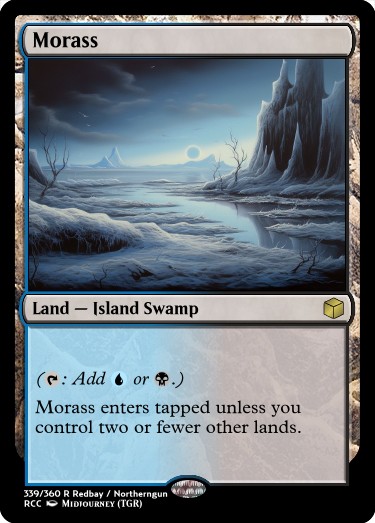 Morass
Land — Island Swamp
( : Add or .)
Morass enters tapped unless you
control two or fewer other lands.
339/360 R Redbay / Northerngun
RCC Midjourney (TGR)